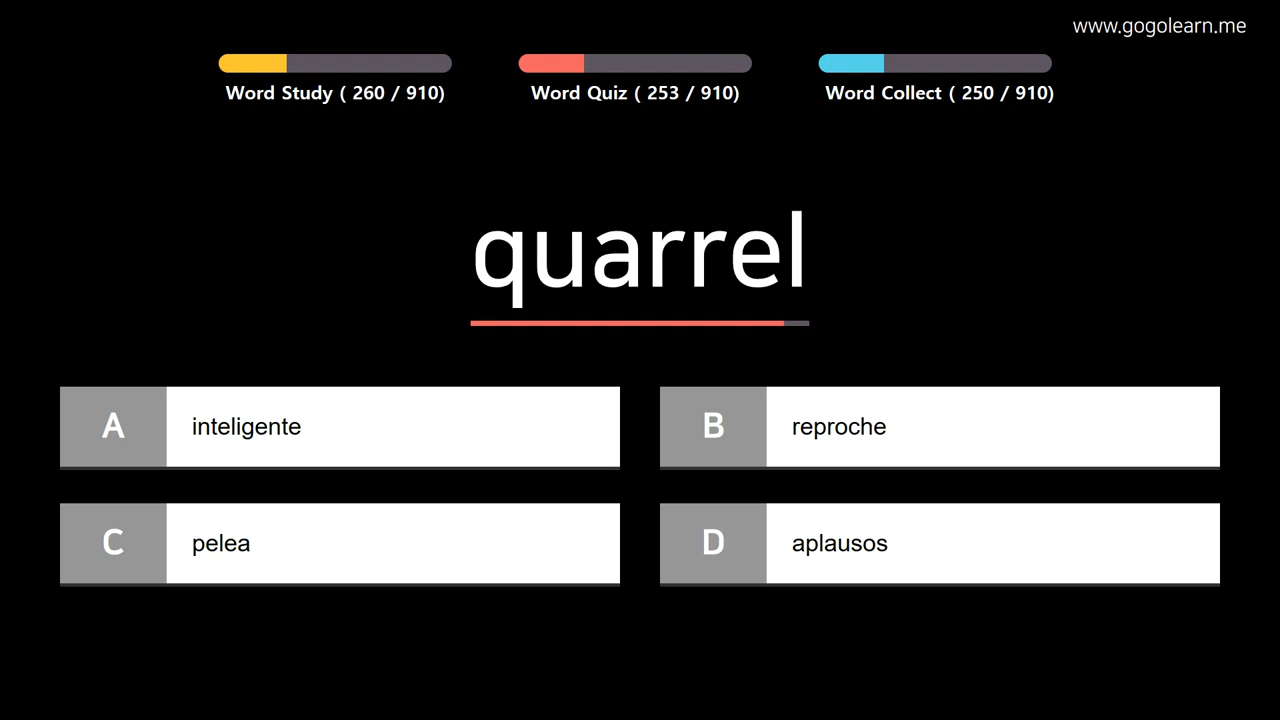 www.gogolearn.me
Word Study ( 260 / 910)
Word Quiz ( 253 / 910)
Word Collect ( 250 / 910)
quarrel
A inteligente
B reproche
C pelea
D aplausos